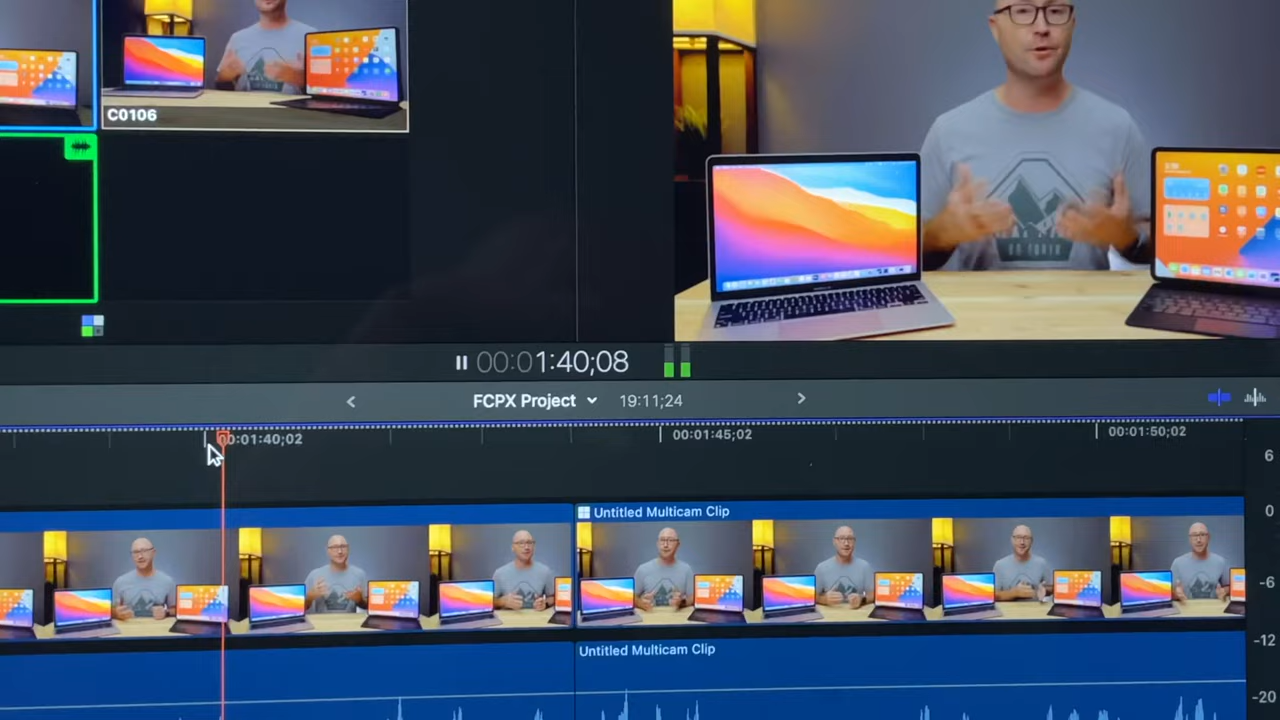 C0106
00:01:40;08
FCPX Project
19:11;24
00:01:40;02
00:01:45;02
00:01:50;02
6
0
-6
-12
-20
Untitled Multicam Clip
Untitled Multicam Clip